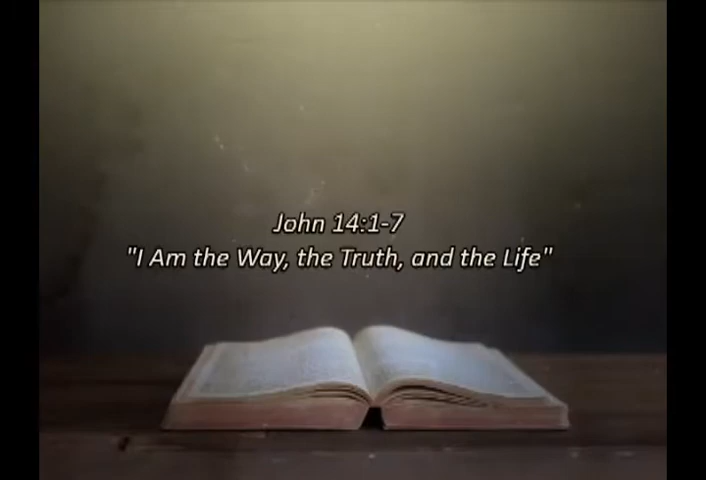 John 14:1-7
"I Am the Way, the Truth, and the Life"